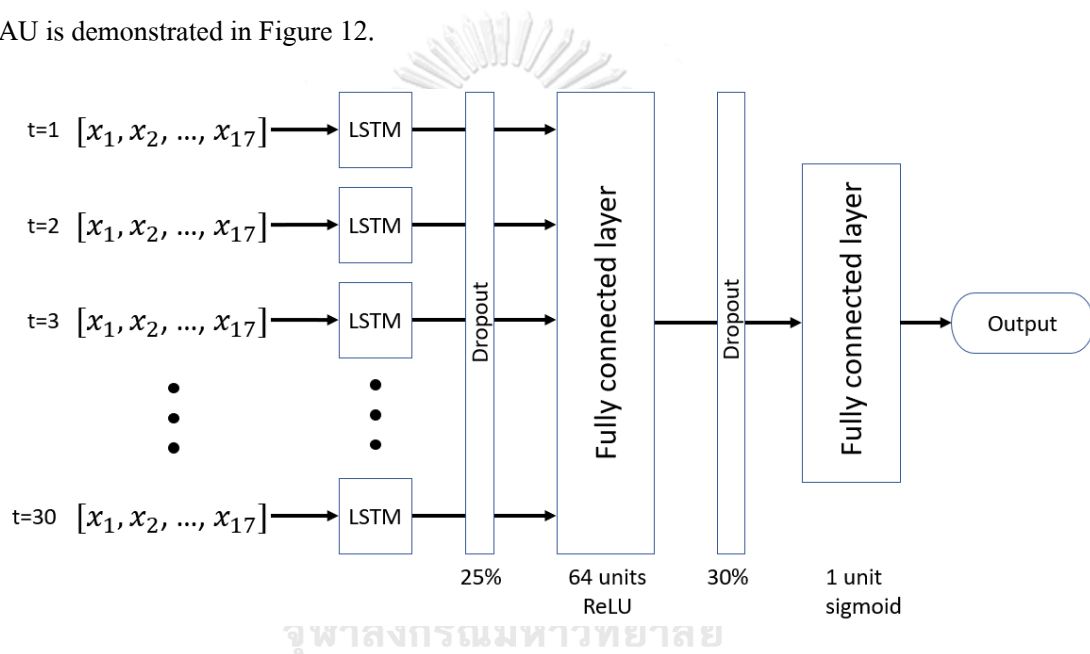 AU is demonstrated in Figure 12.
t=1 [x₁, x₂, ..., x₁₇] LSTM
t=2 [x₁, x₂, ..., x₁₇] LSTM
t=3 [x₁, x₂, ..., x₁₇] LSTM
t=30 [x₁, x₂, ..., x₁₇] LSTM
Dropout
Fully connected layer
Dropout
Fully connected layer
Output
25%
64 units
ReLU
30%
1 unit
sigmoid
จุฬาลงกรณ์มหาวิทยาลัย